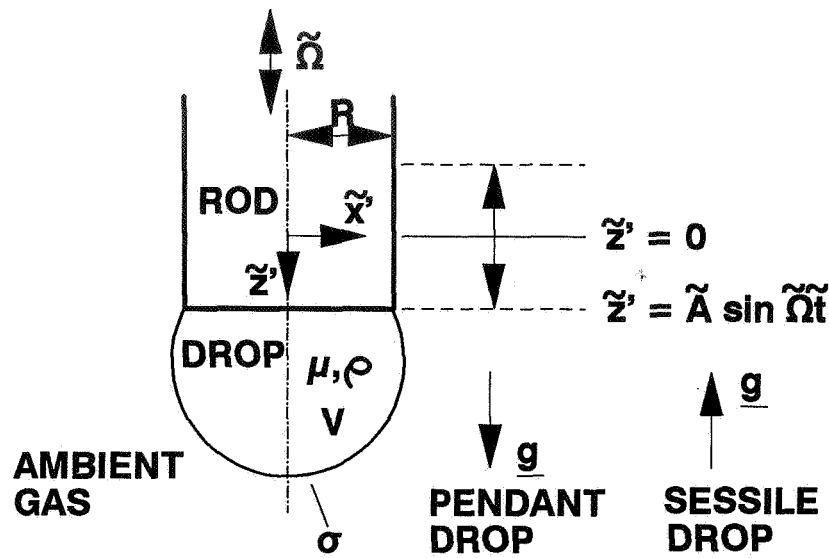 Ω̃
R
ROD
x̃'
z̃' = 0
z̃'
z̃' = Ã sin Ω̃t̃
DROP
μ,ρ
V
g
g
AMBIENT
GAS
σ
PENDANT
DROP
SESSILE
DROP